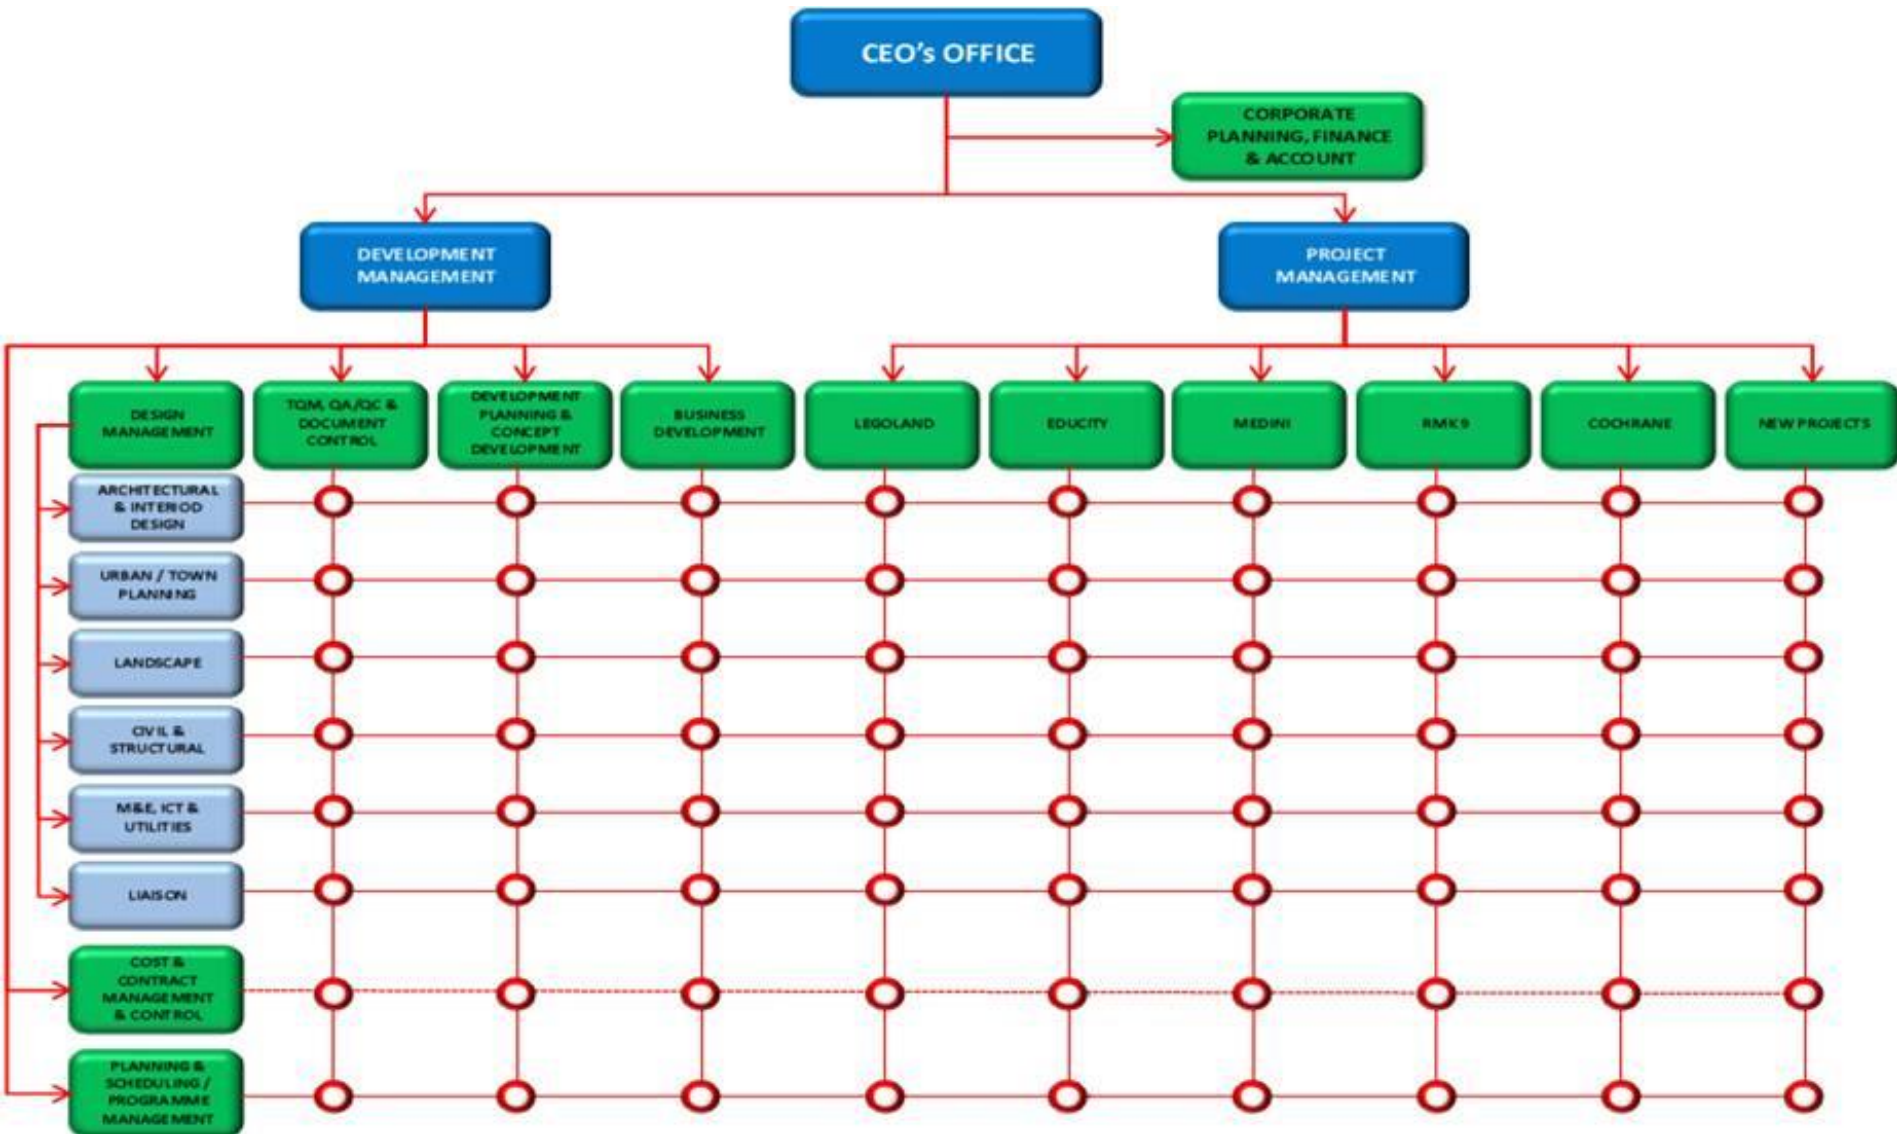 CEO's OFFICE
CORPORATE
PLANNING, FINANCE
& ACCOUNT
DEVELOPMENT
MANAGEMENT
PROJECT
MANAGEMENT
DESIGN
MANAGEMENT
TQM, QA/QC &
DOCUMENT
CONTROL
DEVELOPMENT
PLANNING &
CONCEPT
DEVELOPMENT
BUSINESS
DEVELOPMENT
LEGOLAND
EDUCITY
MEDINI
RMK9
COCHRANE
NEW PROJECTS
ARCHITECTURAL
& INTERIOD
DESIGN
URBAN / TOWN
PLANNING
LANDSCAPE
CIVIL &
STRUCTURAL
M&E, ICT &
UTILITIES
LIAISON
COST &
CONTRACT
MANAGEMENT
& CONTROL
PLANNING &
SCHEDULING /
PROGRAMME
MANAGEMENT